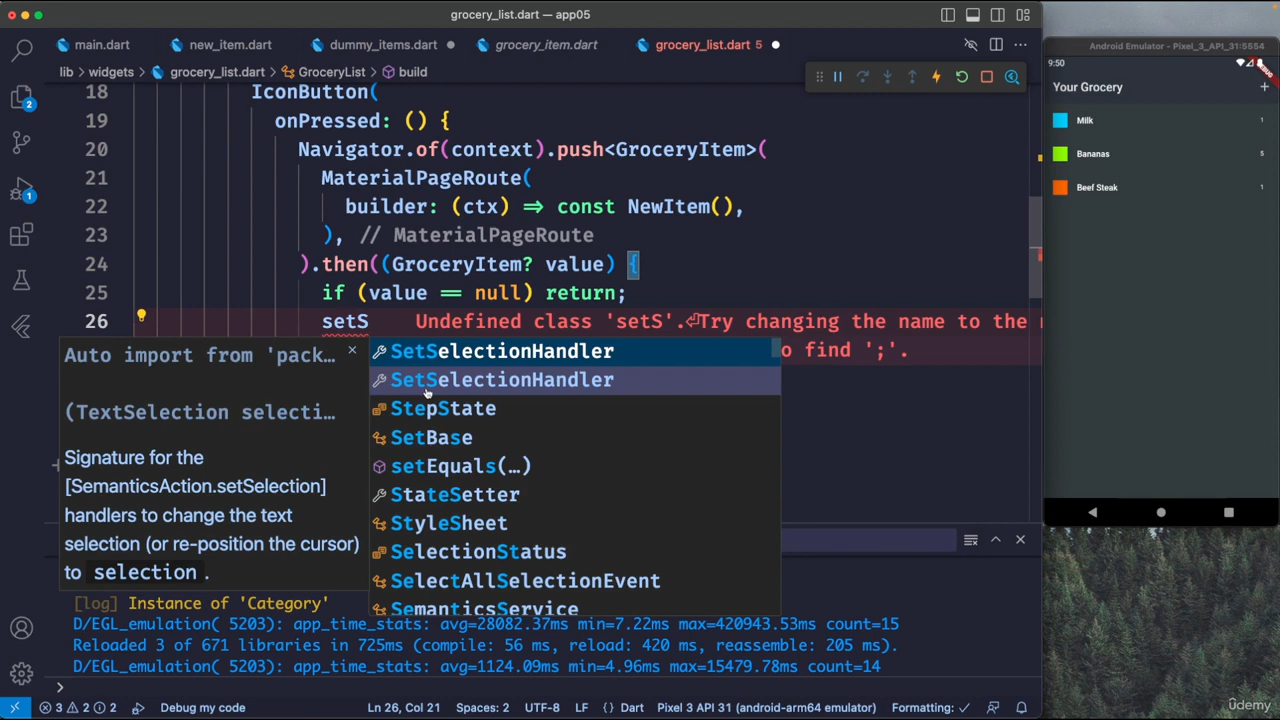 grocery_list.dart — app05
main.dart
new_item.dart
dummy_items.dart
grocery_item.dart
grocery_list.dart 5
lib > widgets > grocery_list.dart > GroceryList > build
18 IconButton(
19 onPressed: () {
20 Navigator.of(context).push<GroceryItem>(
21 MaterialPageRoute(
22 builder: (ctx) => const NewItem(),
23 ), // MaterialPageRoute
24 ).then((GroceryItem? value) {
25 if (value == null) return;
26 setS Undefined class 'setS'.⏎Try changing the name to the
o find ';'.
Auto import from 'pack…
(TextSelection selecti…
Signature for the
[SemanticsAction.setSelection]
handlers to change the text
selection (or re-position the cursor)
to selection .
SetSelectionHandler
SetSelectionHandler
StepState
SetBase
setEquals(…)
StateSetter
StyleSheet
SelectionStatus
SelectAllSelectionEvent
SemanticsService
[log] Instance of 'Category'
D/EGL_emulation( 5203): app_time_stats: avg=28082.37ms min=7.22ms max=420943.53ms count=15
Reloaded 3 of 671 libraries in 725ms (compile: 56 ms, reload: 420 ms, reassemble: 205 ms).
D/EGL_emulation( 5203): app_time_stats: avg=1124.09ms min=4.96ms max=15479.78ms count=14
2
1
3 2 2 Debug my code Ln 26, Col 21 Spaces: 2 UTF-8 LF {} Dart Pixel 3 API 31 (android-arm64 emulator) Formating: ✓
Android Emulator - Pixel_3_API_31:5554
9:50
DEBUG
Your Grocery +
Milk 1
Bananas 5
Beef Steak 1
ûdemy